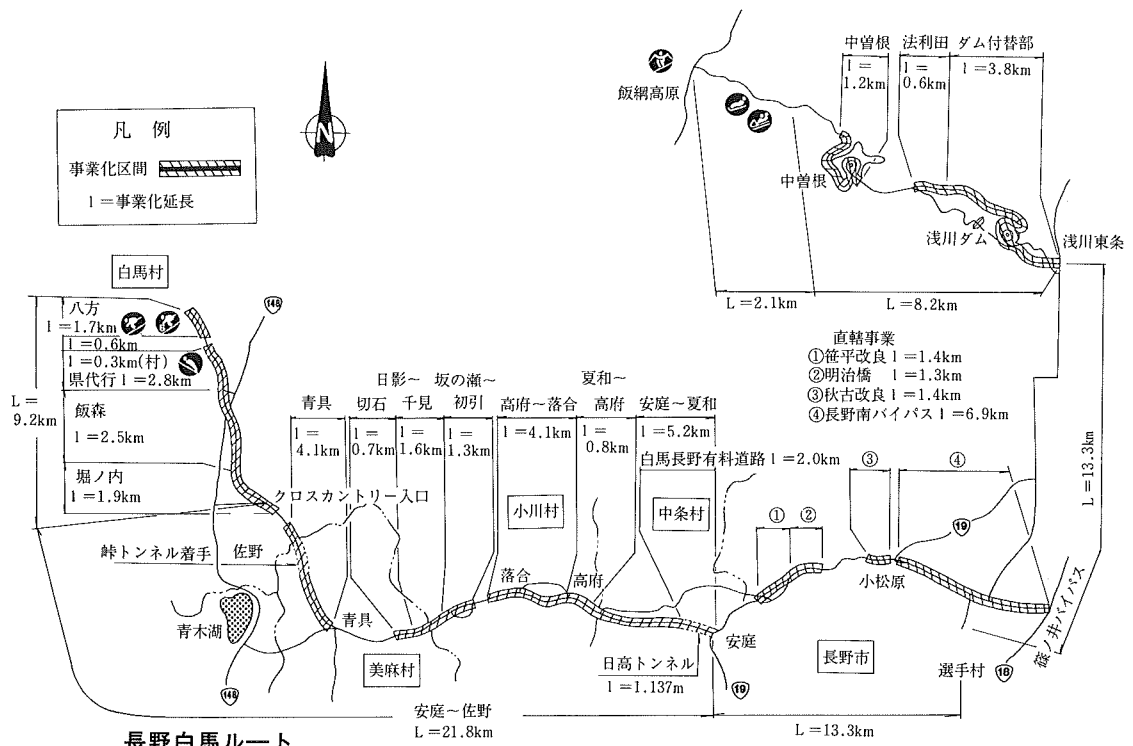 中曽根
法利田
ダム付替部
l=
1.2km
l=
0.6km
l=3.8km
飯綱高原
中曽根
浅川ダム
浅川東条
L=2.1km
L=8.2km
凡 例
事業化区間
l=事業化延長
N
白馬村
八方
l=1.7km
l=0.6km
l=0.3km(村)
県代行 l=2.8km
L=
9.2km
飯森
l=2.5km
堀ノ内
l=1.9km
148
直轄事業
①笹平改良 l=1.4km
②明治橋 l=1.3km
③秋古改良 l=1.4km
④長野南バイパス l=6.9km
L=13.3km
青具
切石
日影~
千見
坂の瀬~
初引
高府~落合
夏和~
高府
安庭~夏和
l=
4.1km
l=
0.7km
l=
1.6km
l=
1.3km
l=4.1km
l=
0.8km
l=5.2km
白馬長野有料道路 l=2.0km
クロスカントリー入口
小川村
中条村
①
②
③
④
19
峠トンネル着手
佐野
落合
高府
小松原
青木湖
青具
安庭
美麻村
日高トンネル
l=1.137m
長野市
選手村
篠ノ井バイパス
18
148
19
安庭~佐野
L=21.8km
L=13.3km
長野白馬ルート